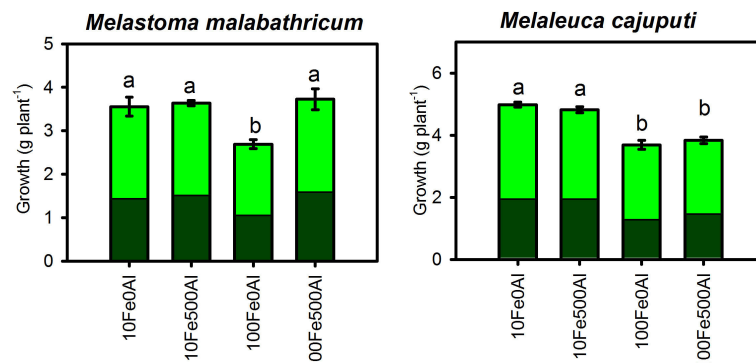 Melastoma malabathricum
Growth (g plant-1)
5
4
3
2
1
0
a
a
b
a
10Fe0Al
10Fe500Al
100Fe0Al
00Fe500Al
Melaleuca cajuputi
Growth (g plant-1)
6
4
2
0
a
a
b
b
10Fe0Al
10Fe500Al
100Fe0Al
00Fe500Al